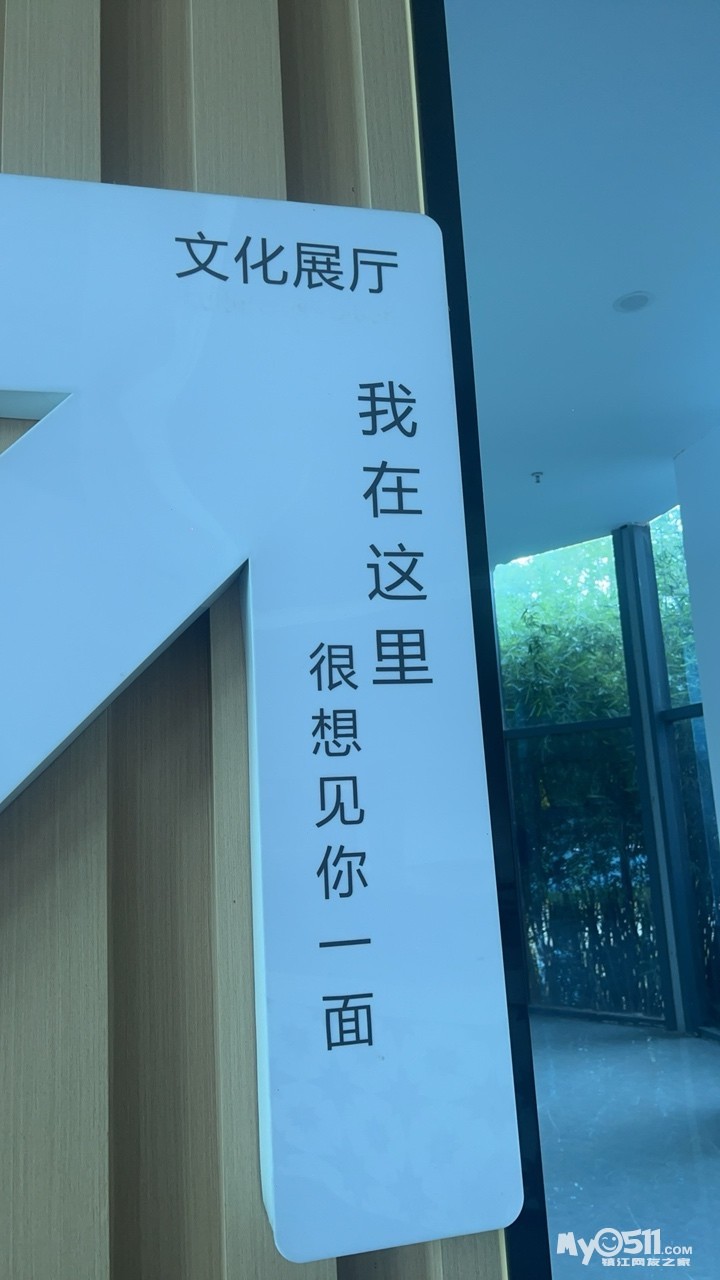 文化展厅
我在这里
很想见你一面
MY0511.COM
镇江网友之家